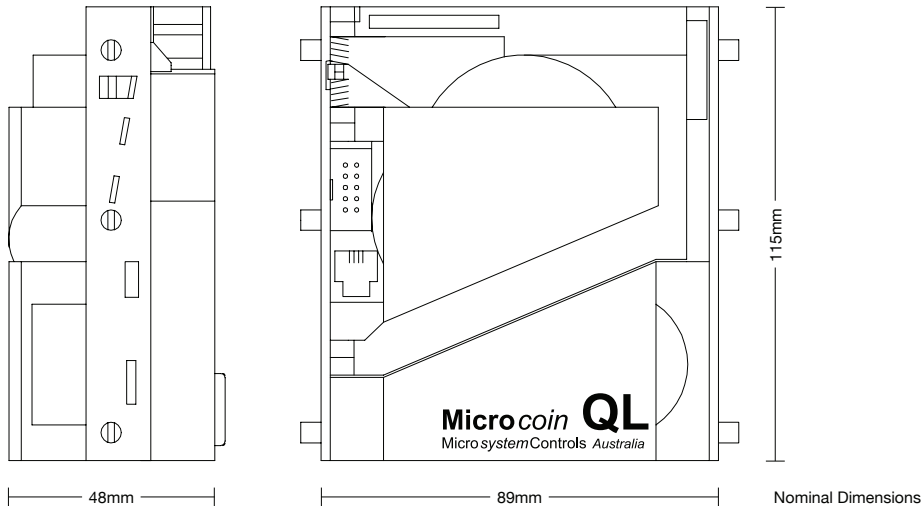 115mm
Microcoin QL
MicrosystemControls Australia
48mm
89mm
Nominal Dimensions